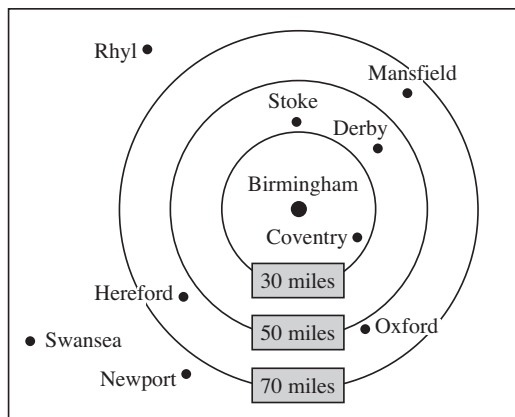 Rhyl
Mansfield
Stoke
Derby
Birmingham
Coventry
30 miles
Hereford
50 miles
Oxford
Swansea
Newport
70 miles